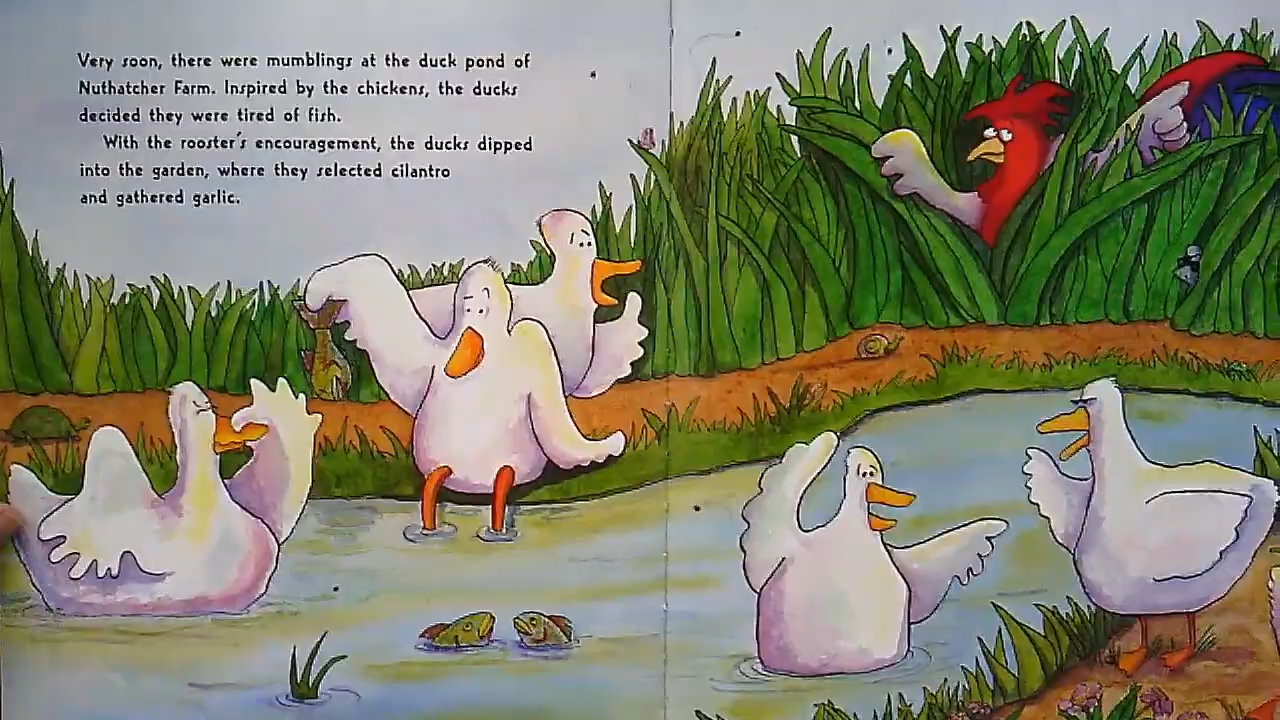 Very soon, there were mumblings at the duck pond of
Nuthatcher Farm. Inspired by the chickens, the ducks
decided they were tired of fish.
With the rooster's encouragement, the ducks dipped
into the garden, where they selected cilantro
and gathered garlic.